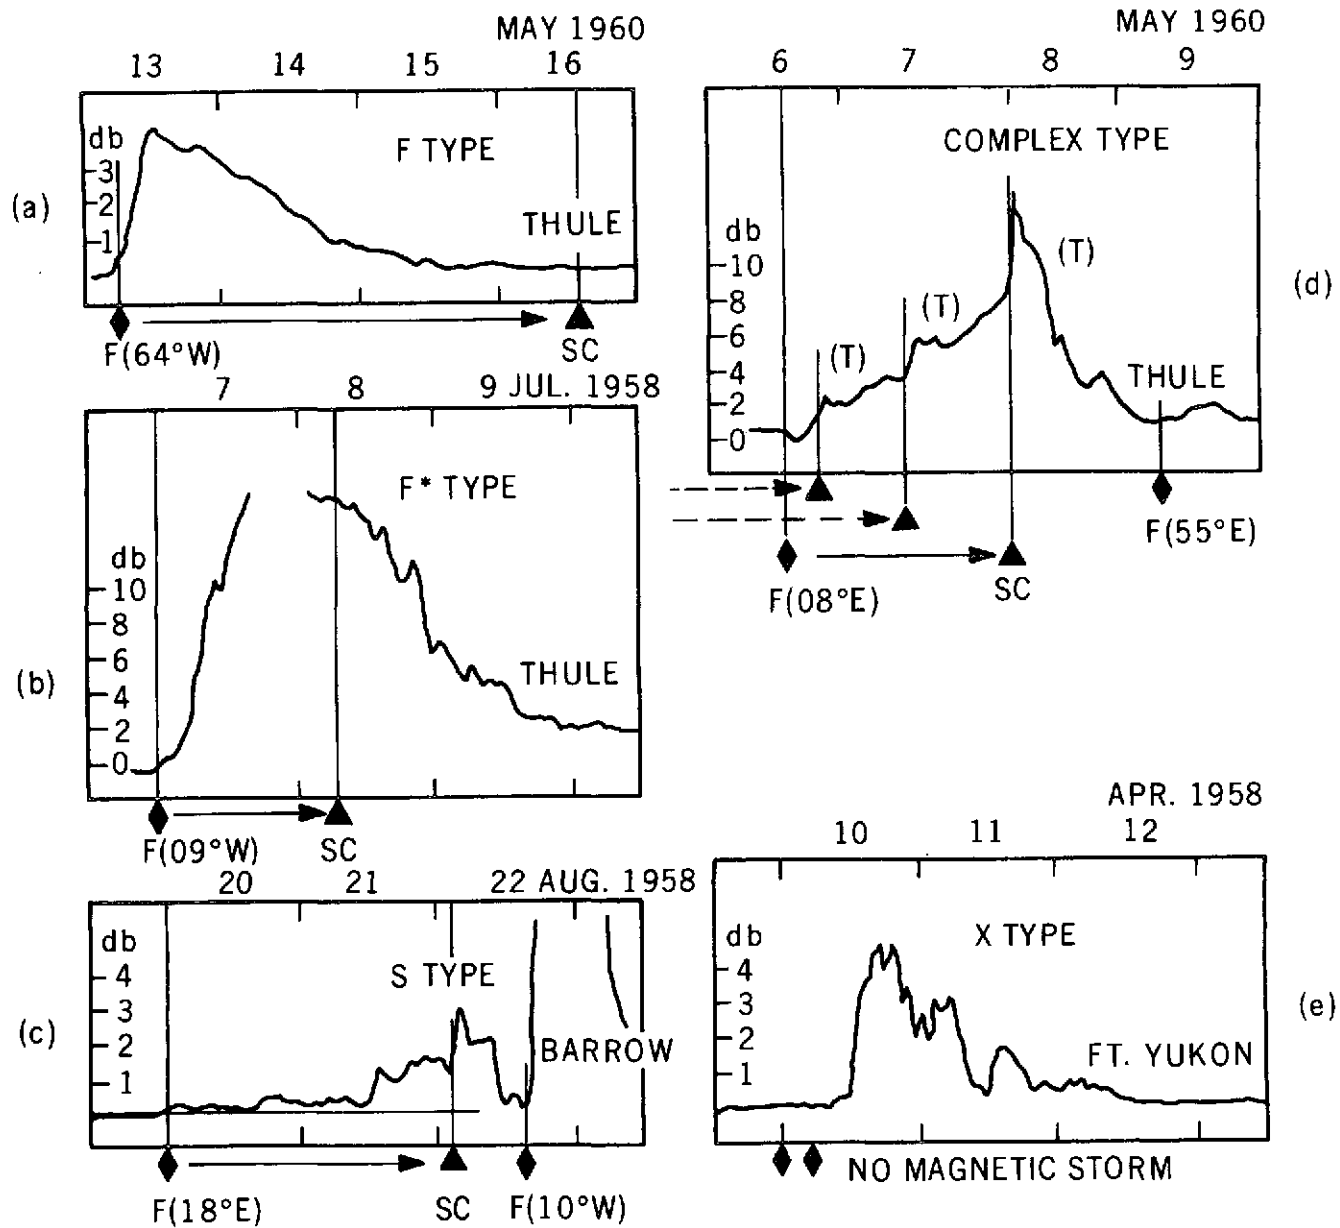 (a)
MAY 1960
13 14 15 16
db
3
2
1
F TYPE
THULE
F(64°W)
SC
(b)
7 8 9 JUL. 1958
F* TYPE
db
10
8
6
4
2
0
THULE
F(09°W)
SC
(c)
20 21 22 AUG. 1958
db
4
3
2
1
S TYPE
BARROW
F(18°E)
SC
F(10°W)
(d)
MAY 1960
6 7 8 9
COMPLEX TYPE
db
10
8
6
4
2
0
(T)
(T)
(T)
THULE
F(55°E)
F(08°E)
SC
(e)
APR. 1958
10 11 12
X TYPE
db
4
3
2
1
FT. YUKON
NO MAGNETIC STORM